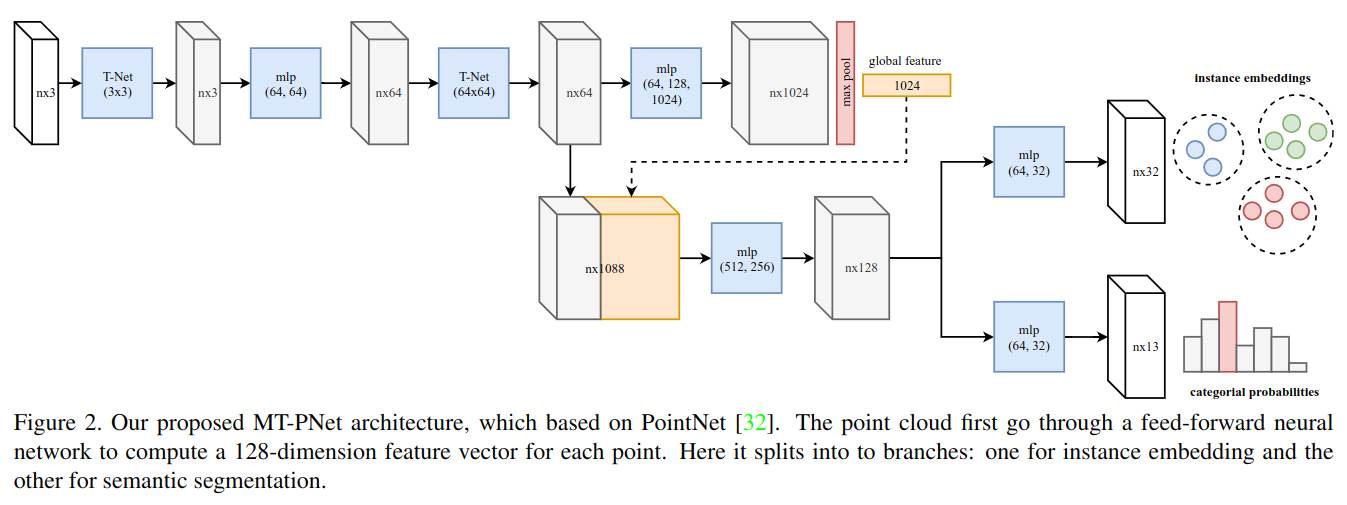 nx3
T-Net
(3x3)
nx3
mlp
(64, 64)
nx64
T-Net
(64x64)
nx64
mlp
(64, 128,
1024)
nx1024
max pool
global feature
1024
nx1088
mlp
(512, 256)
nx128
mlp
(64, 32)
nx32
instance embeddings
mlp
(64, 32)
nx13
categorial probabilities
Figure 2. Our proposed MT-PNet architecture, which based on PointNet [32]. The point cloud first go through a feed-forward neural
network to compute a 128-dimension feature vector for each point. Here it splits into to branches: one for instance embedding and the
other for semantic segmentation.